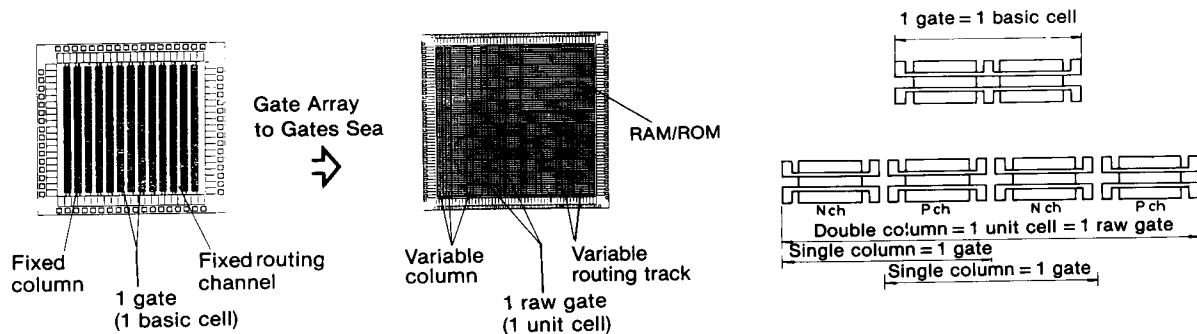 Gate Array
to Gates Sea
Fixed
column
1 gate
(1 basic cell)
Fixed routing
channel
RAM/ROM
Variable
column
1 raw gate
(1 unit cell)
Variable
routing track
1 gate = 1 basic cell
N ch
P ch
N ch
P ch
Double column = 1 unit cell = 1 raw gate
Single column = 1 gate
Single column = 1 gate